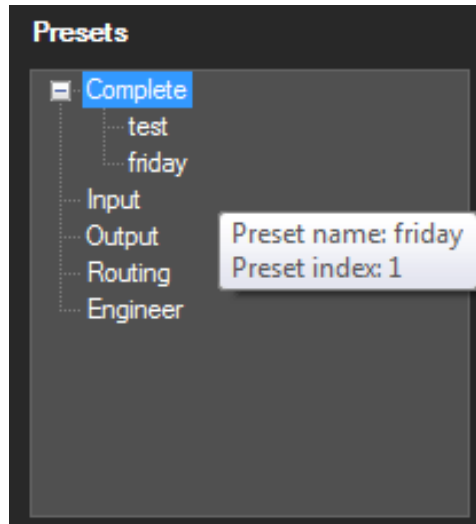 Presets
Complete
test
friday
Input
Output
Routing
Engineer
Preset name: friday
Preset index: 1